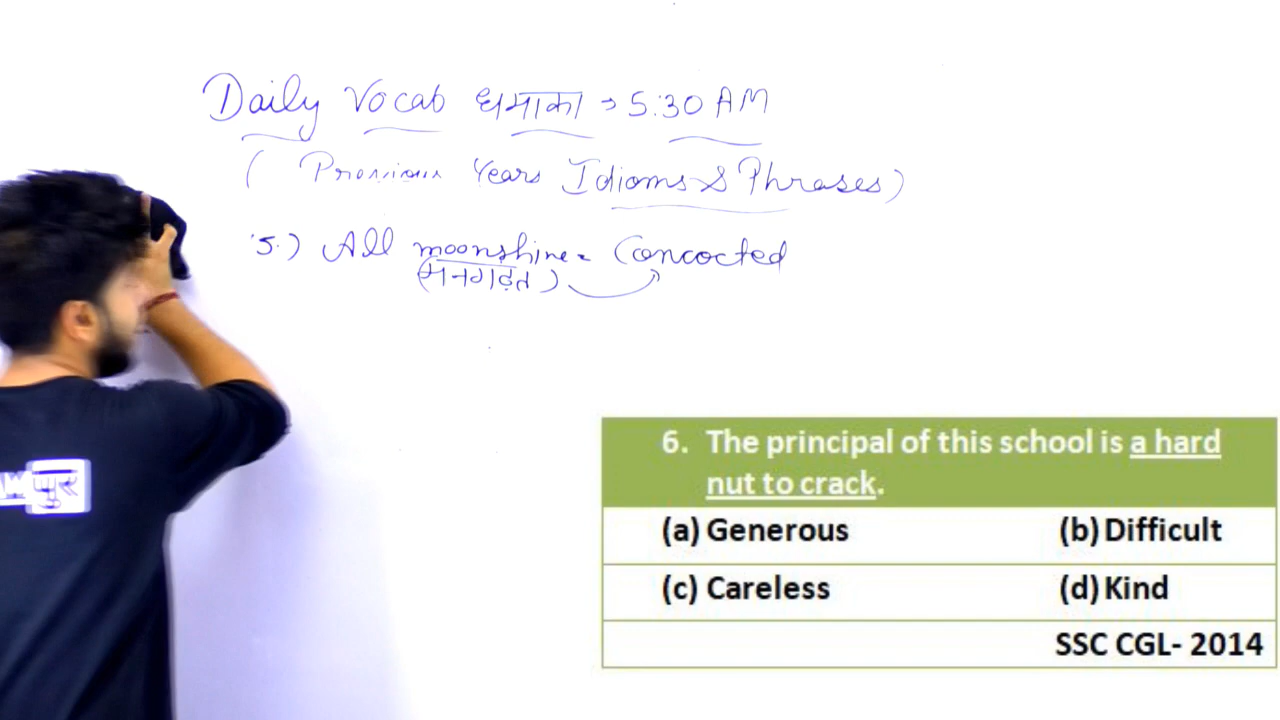 Daily Vocab धमाका → 5:30 AM
( Previous Years Idioms & Phrases )
5.) All moonshine = Concocted
(मनगढ़ंत)
6. The principal of this school is a hard
nut to crack.
(a) Generous (b) Difficult
(c) Careless (d) Kind
SSC CGL- 2014
पुर